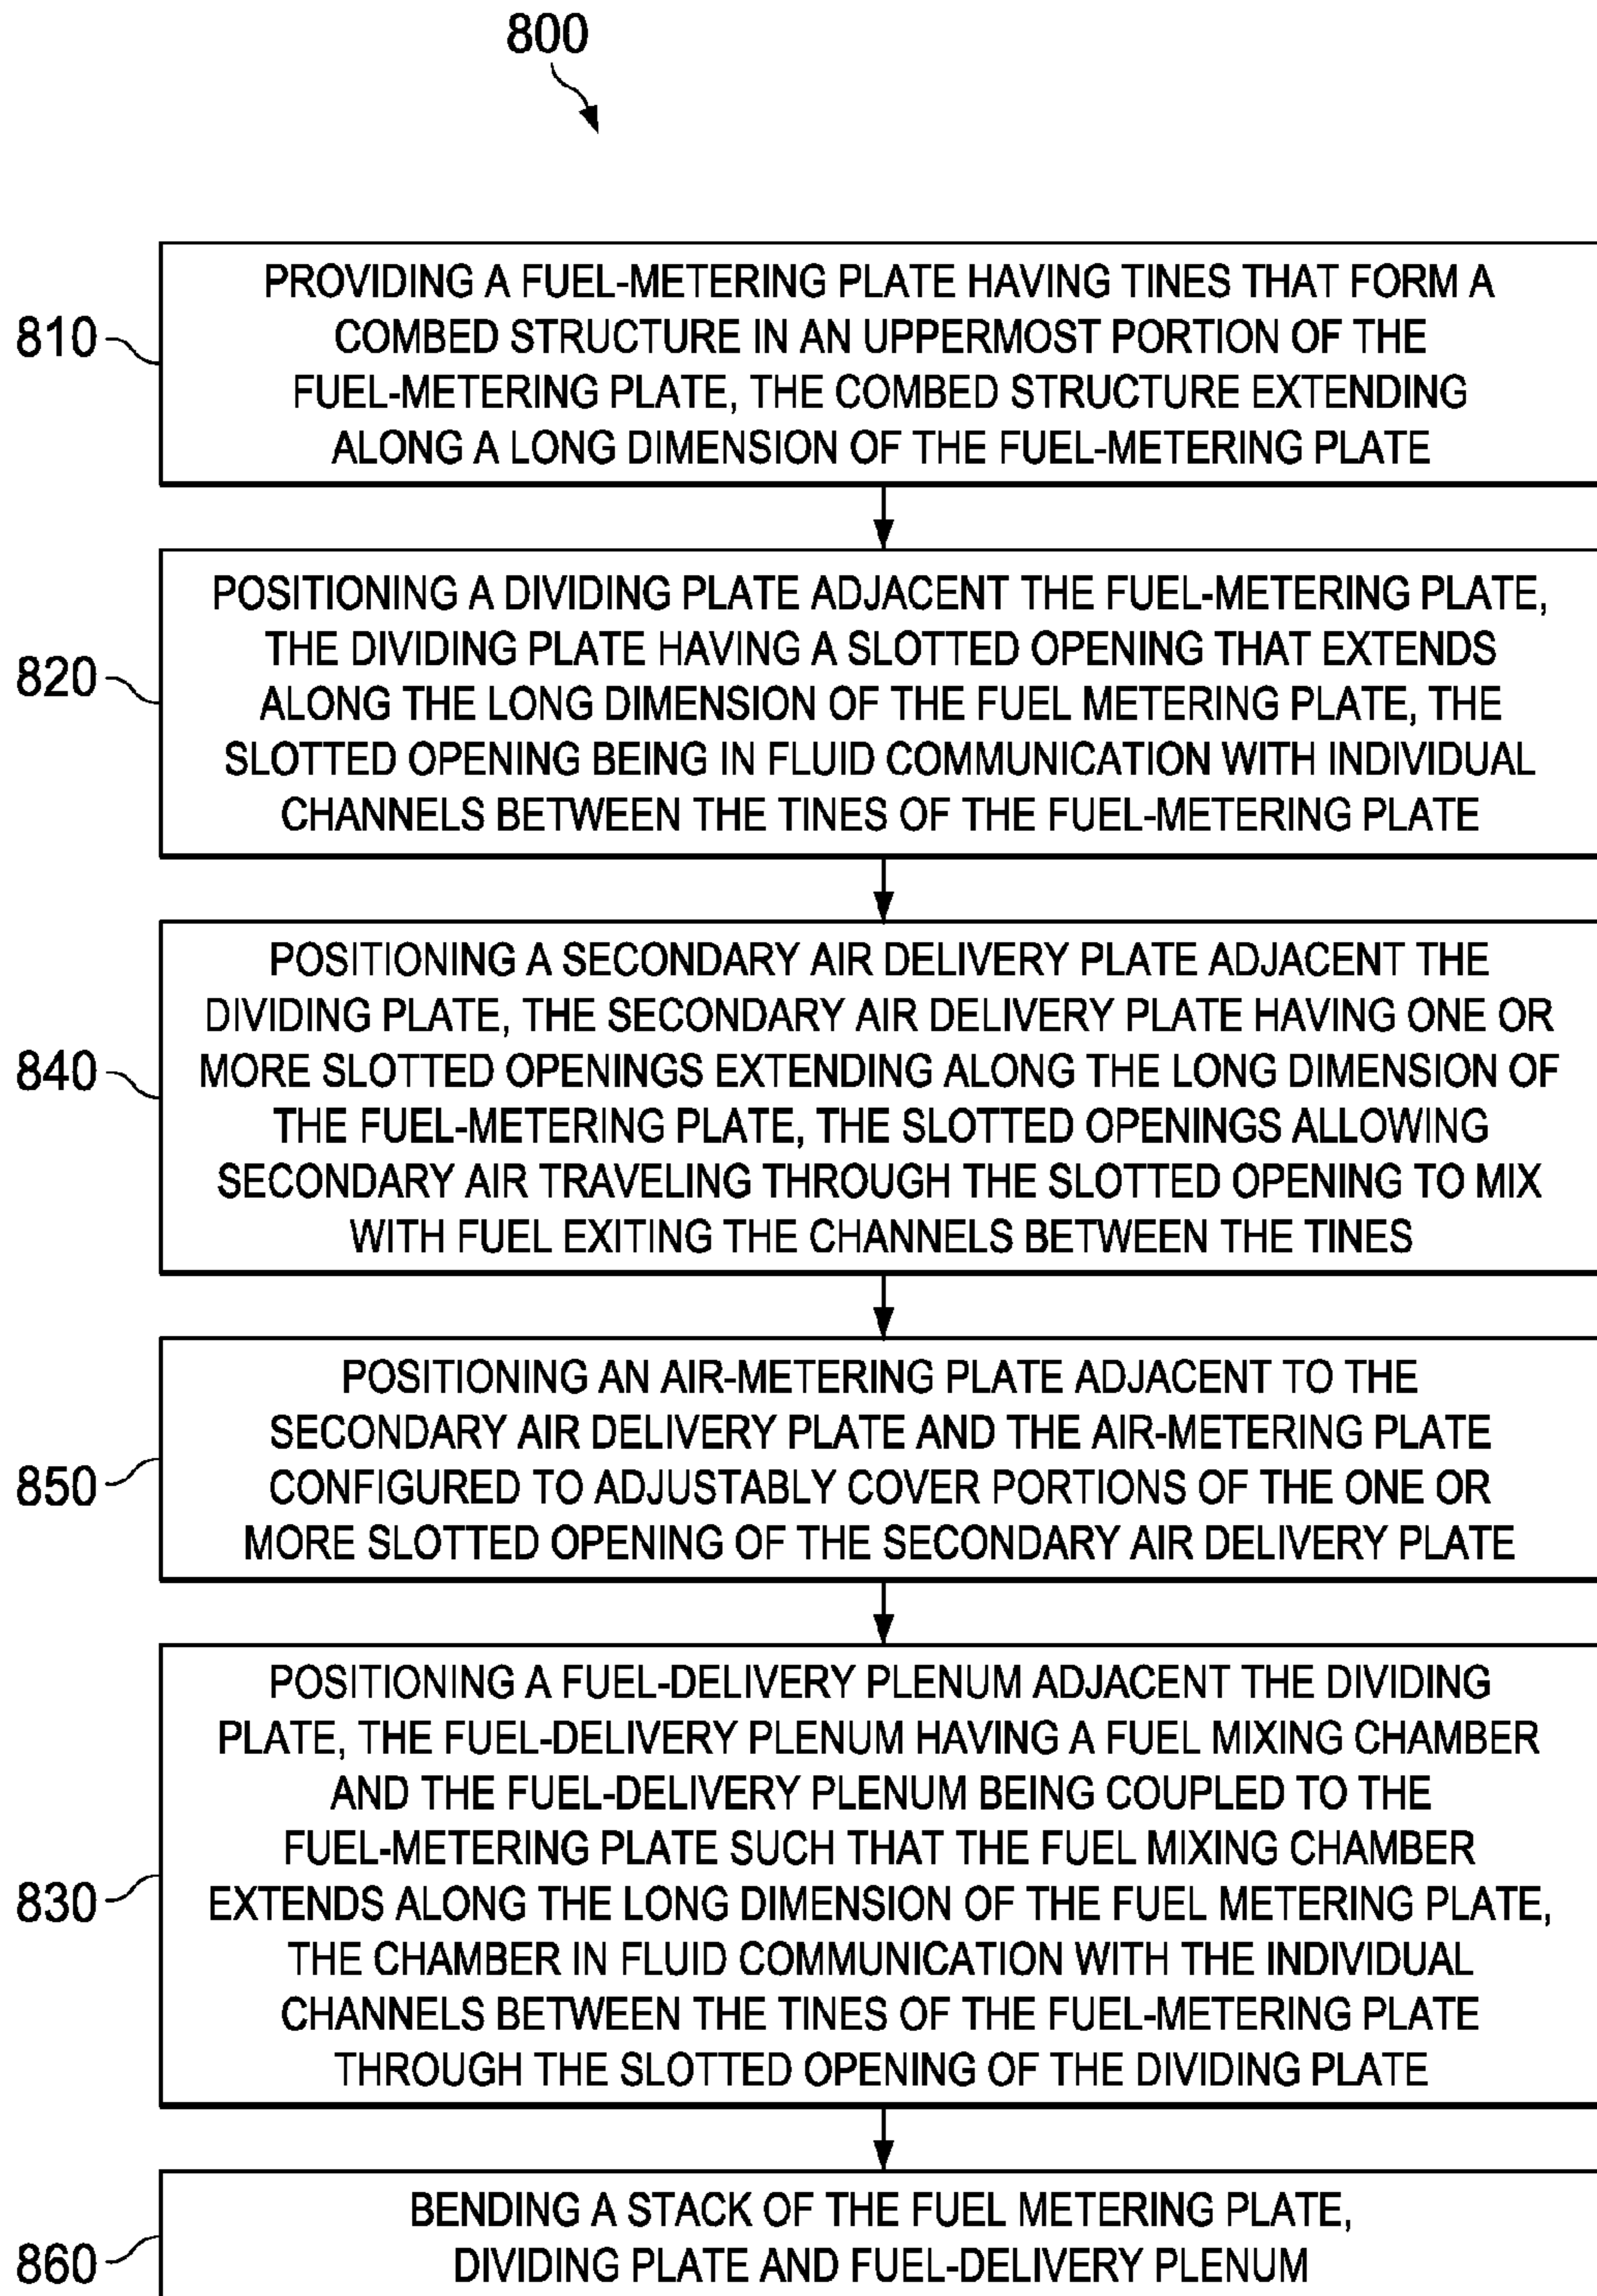 800
810
PROVIDING A FUEL-METERING PLATE HAVING TINES THAT FORM A
COMBED STRUCTURE IN AN UPPERMOST PORTION OF THE
FUEL-METERING PLATE, THE COMBED STRUCTURE EXTENDING
ALONG A LONG DIMENSION OF THE FUEL-METERING PLATE
820
POSITIONING A DIVIDING PLATE ADJACENT THE FUEL-METERING PLATE,
THE DIVIDING PLATE HAVING A SLOTTED OPENING THAT EXTENDS
ALONG THE LONG DIMENSION OF THE FUEL METERING PLATE, THE
SLOTTED OPENING BEING IN FLUID COMMUNICATION WITH INDIVIDUAL
CHANNELS BETWEEN THE TINES OF THE FUEL-METERING PLATE
840
POSITIONING A SECONDARY AIR DELIVERY PLATE ADJACENT THE
DIVIDING PLATE, THE SECONDARY AIR DELIVERY PLATE HAVING ONE OR
MORE SLOTTED OPENINGS EXTENDING ALONG THE LONG DIMENSION OF
THE FUEL-METERING PLATE, THE SLOTTED OPENINGS ALLOWING
SECONDARY AIR TRAVELING THROUGH THE SLOTTED OPENING TO MIX
WITH FUEL EXITING THE CHANNELS BETWEEN THE TINES
850
POSITIONING AN AIR-METERING PLATE ADJACENT TO THE
SECONDARY AIR DELIVERY PLATE AND THE AIR-METERING PLATE
CONFIGURED TO ADJUSTABLY COVER PORTIONS OF THE ONE OR
MORE SLOTTED OPENING OF THE SECONDARY AIR DELIVERY PLATE
830
POSITIONING A FUEL-DELIVERY PLENUM ADJACENT THE DIVIDING
PLATE, THE FUEL-DELIVERY PLENUM HAVING A FUEL MIXING CHAMBER
AND THE FUEL-DELIVERY PLENUM BEING COUPLED TO THE
FUEL-METERING PLATE SUCH THAT THE FUEL MIXING CHAMBER
EXTENDS ALONG THE LONG DIMENSION OF THE FUEL METERING PLATE,
THE CHAMBER IN FLUID COMMUNICATION WITH THE INDIVIDUAL
CHANNELS BETWEEN THE TINES OF THE FUEL-METERING PLATE
THROUGH THE SLOTTED OPENING OF THE DIVIDING PLATE
860
BENDING A STACK OF THE FUEL METERING PLATE,
DIVIDING PLATE AND FUEL-DELIVERY PLENUM